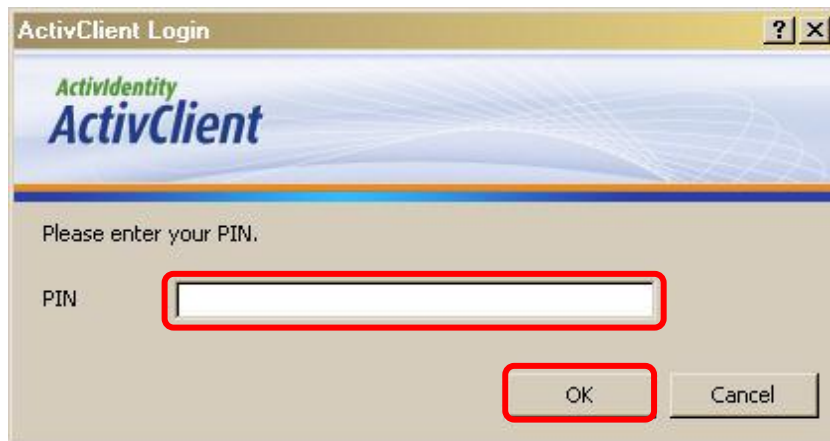 ActivClient Login
ActivIdentity
ActivClient
Please enter your PIN.
PIN
OK Cancel